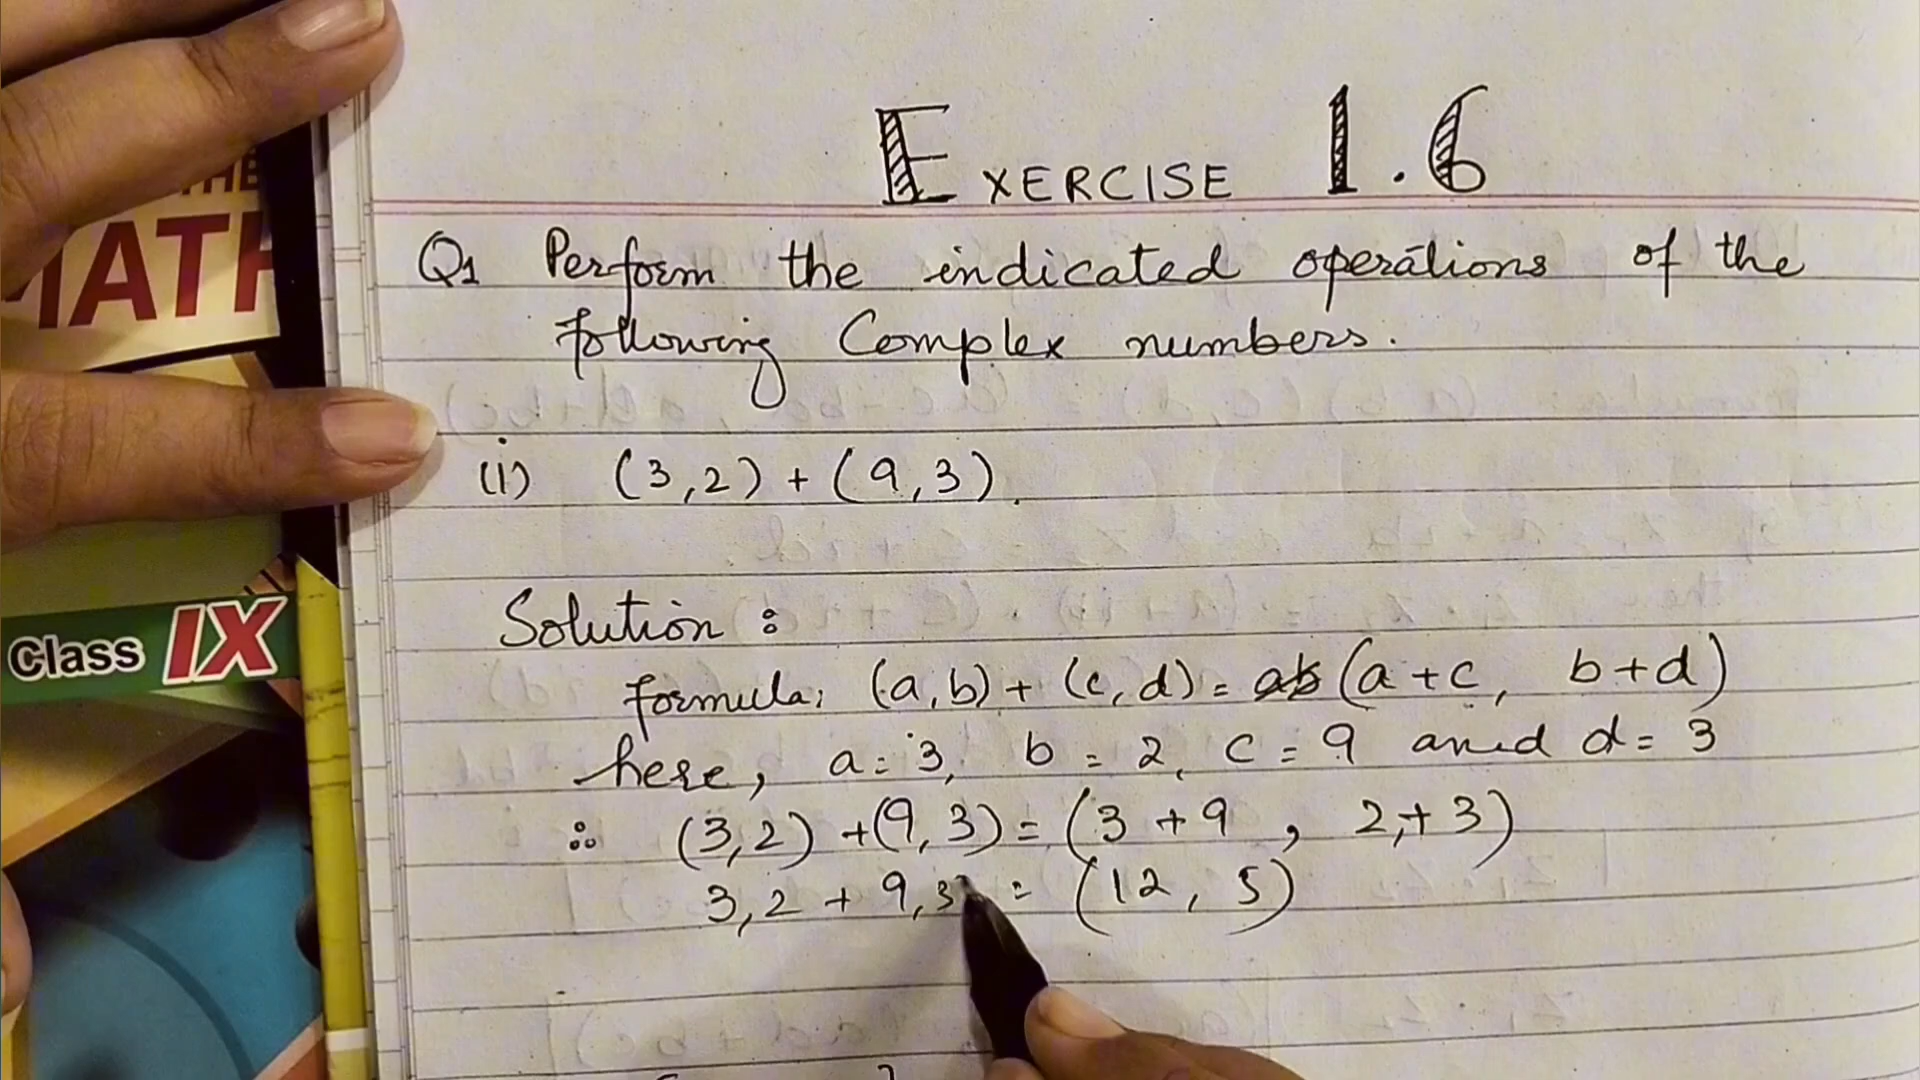 EXERCISE 1.6
Q1 Perform the indicated operations of the
following Complex numbers.
(i) (3,2) + (9,3).
Solution :
formula: (a,b) + (c,d) = ab (a+c, b+d)
here, a = 3, b = 2, c = 9 and d = 3
∴ (3,2) + (9,3) = (3 + 9 , 2 + 3)
3,2 + 9,3 = (12, 5)
MATH
Class IX